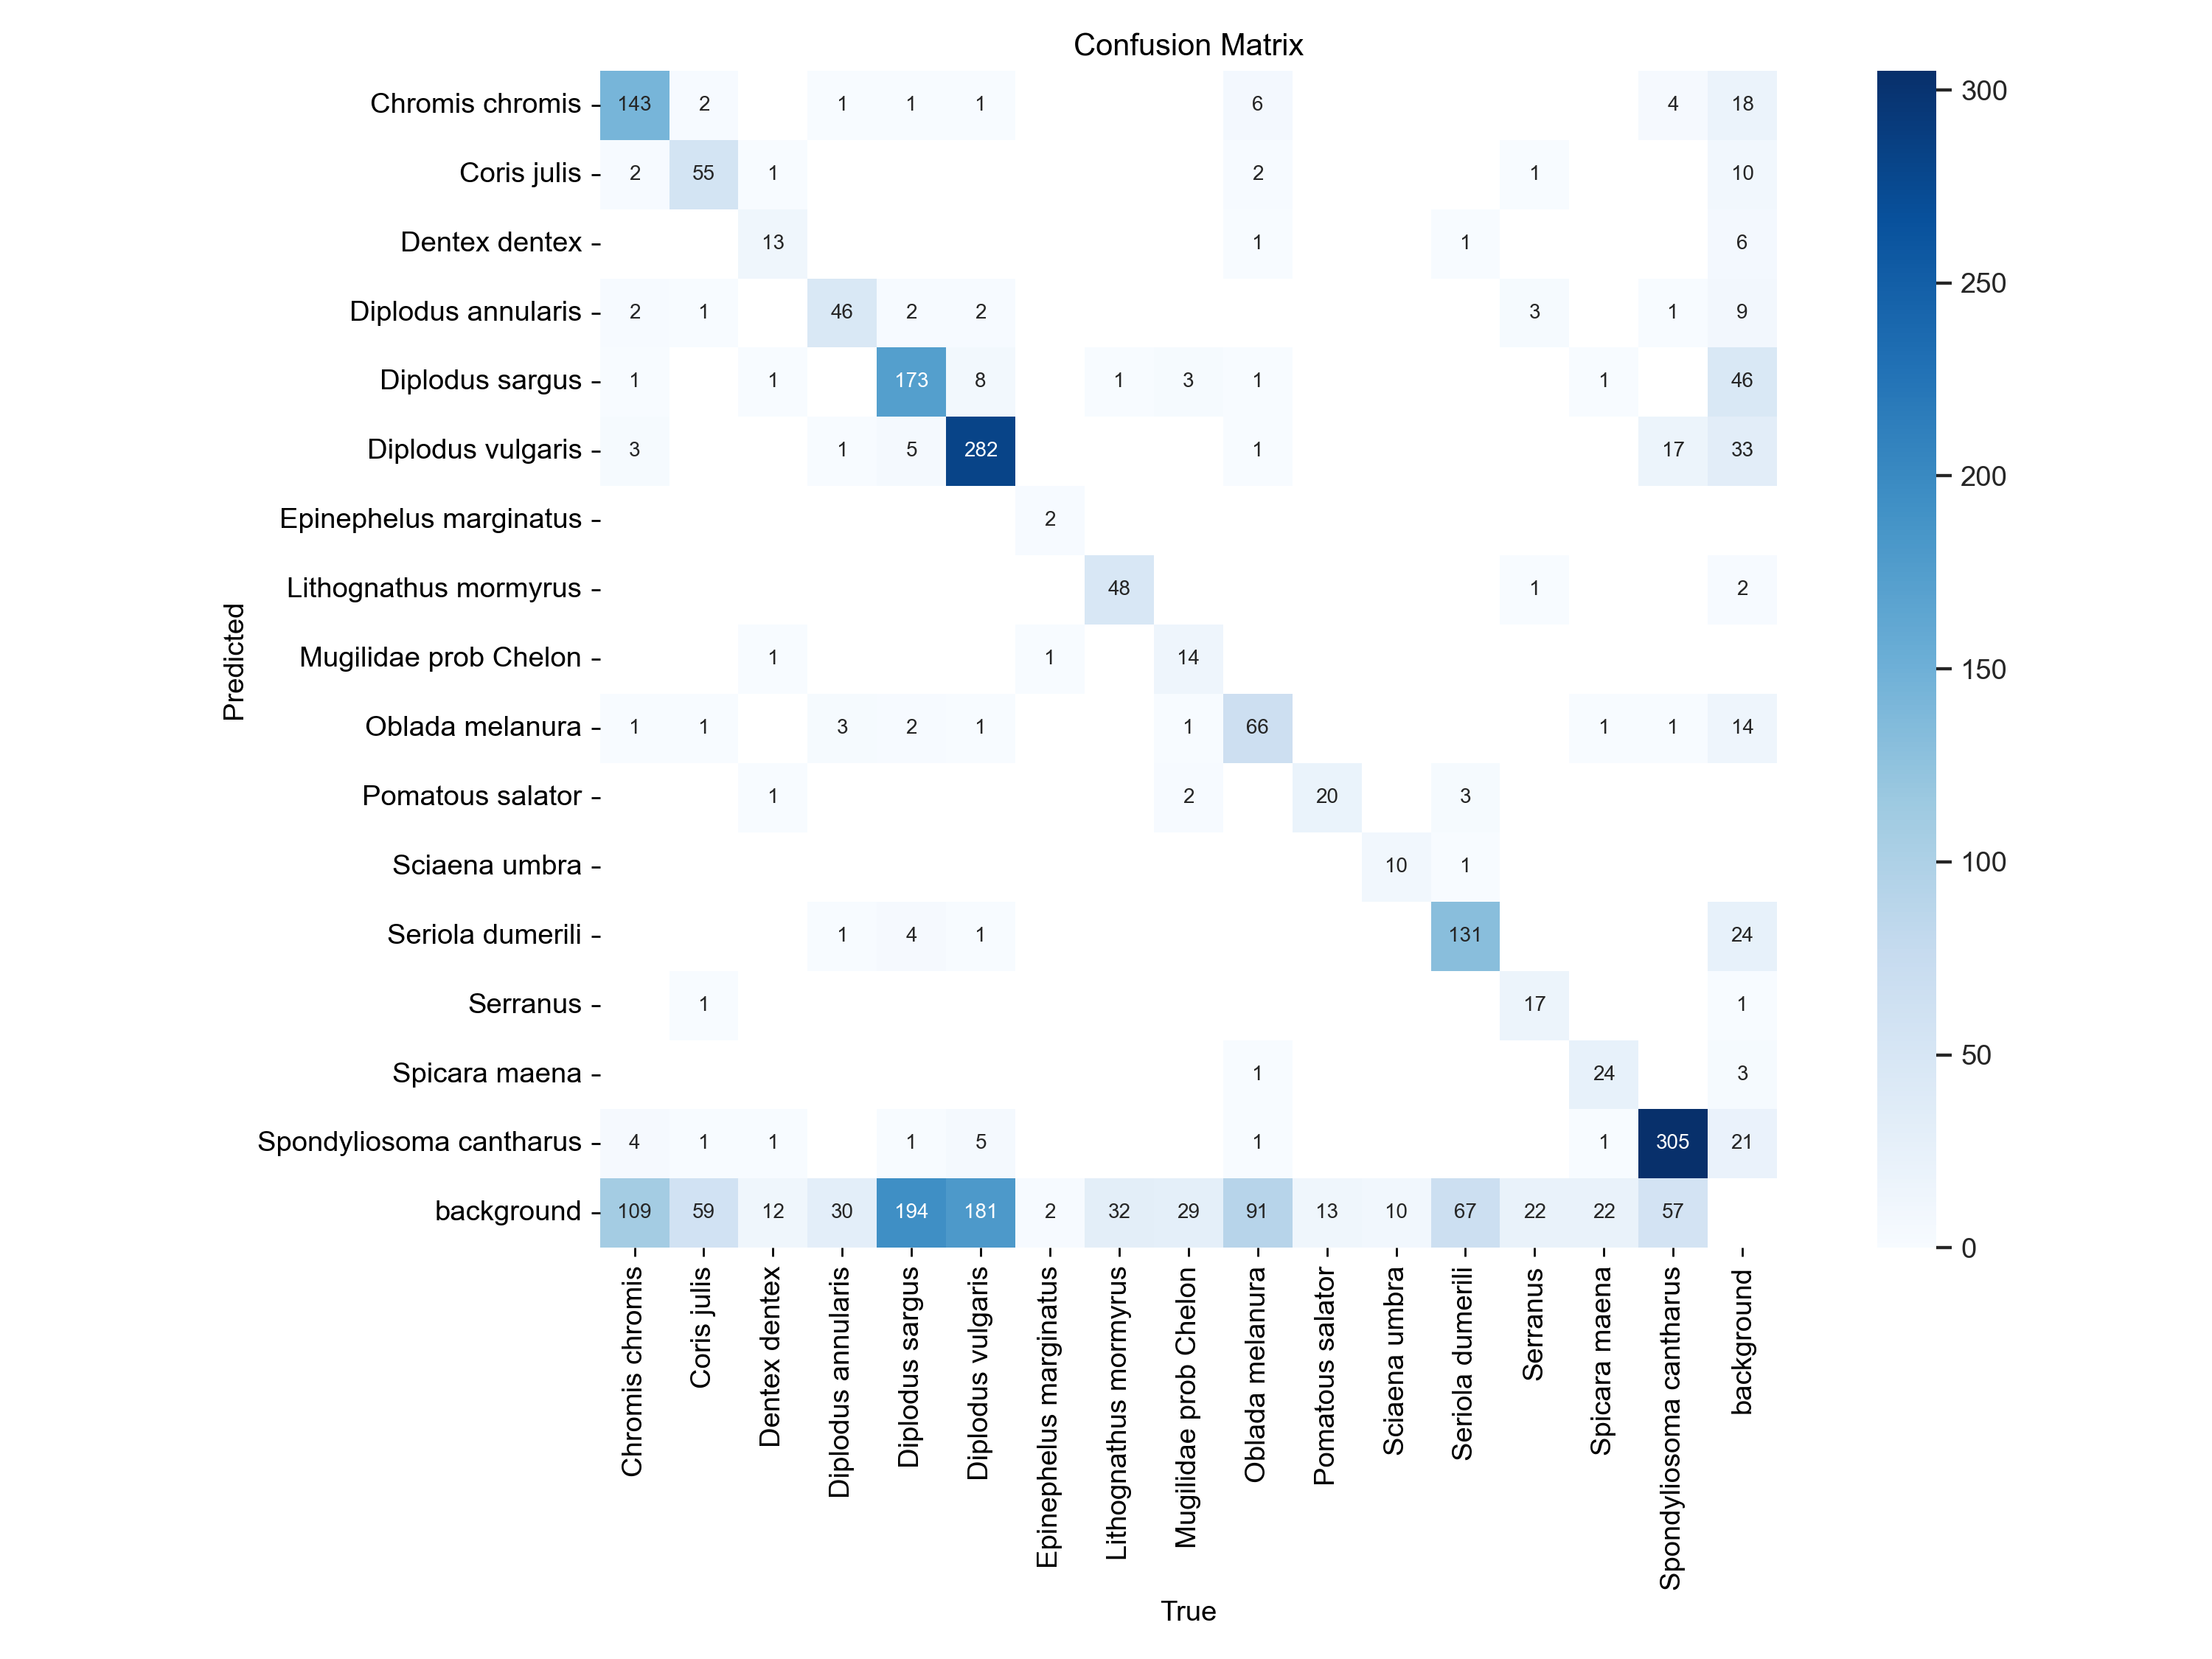 Confusion Matrix
Chromis chromis 143 2 1 1 1 6 4 18
Coris julis 2 55 1 2 1 10
Dentex dentex 13 1 1 6
Diplodus annularis 2 1 46 2 2 3 1 9
Diplodus sargus 1 1 173 8 1 3 1 1 46
Diplodus vulgaris 3 1 5 282 1 17 33
Epinephelus marginatus 2
Lithognathus mormyrus 48 1 2
Mugilidae prob Chelon 1 1 14
Oblada melanura 1 1 3 2 1 1 66 1 1 14
Pomatous salator 1 2 20 3
Sciaena umbra 10 1
Seriola dumerili 1 4 1 131 24
Serranus 1 17 1
Spicara maena 1 24 3
Spondyliosoma cantharus 4 1 1 1 5 1 1 305 21
background 109 59 12 30 194 181 2 32 29 91 13 10 67 22 22 57
Predicted
Chromis chromis
Coris julis
Dentex dentex
Diplodus annularis
Diplodus sargus
Diplodus vulgaris
Epinephelus marginatus
Lithognathus mormyrus
Mugilidae prob Chelon
Oblada melanura
Pomatous salator
Sciaena umbra
Seriola dumerili
Serranus
Spicara maena
Spondyliosoma cantharus
background
True
300
250
200
150
100
50
0